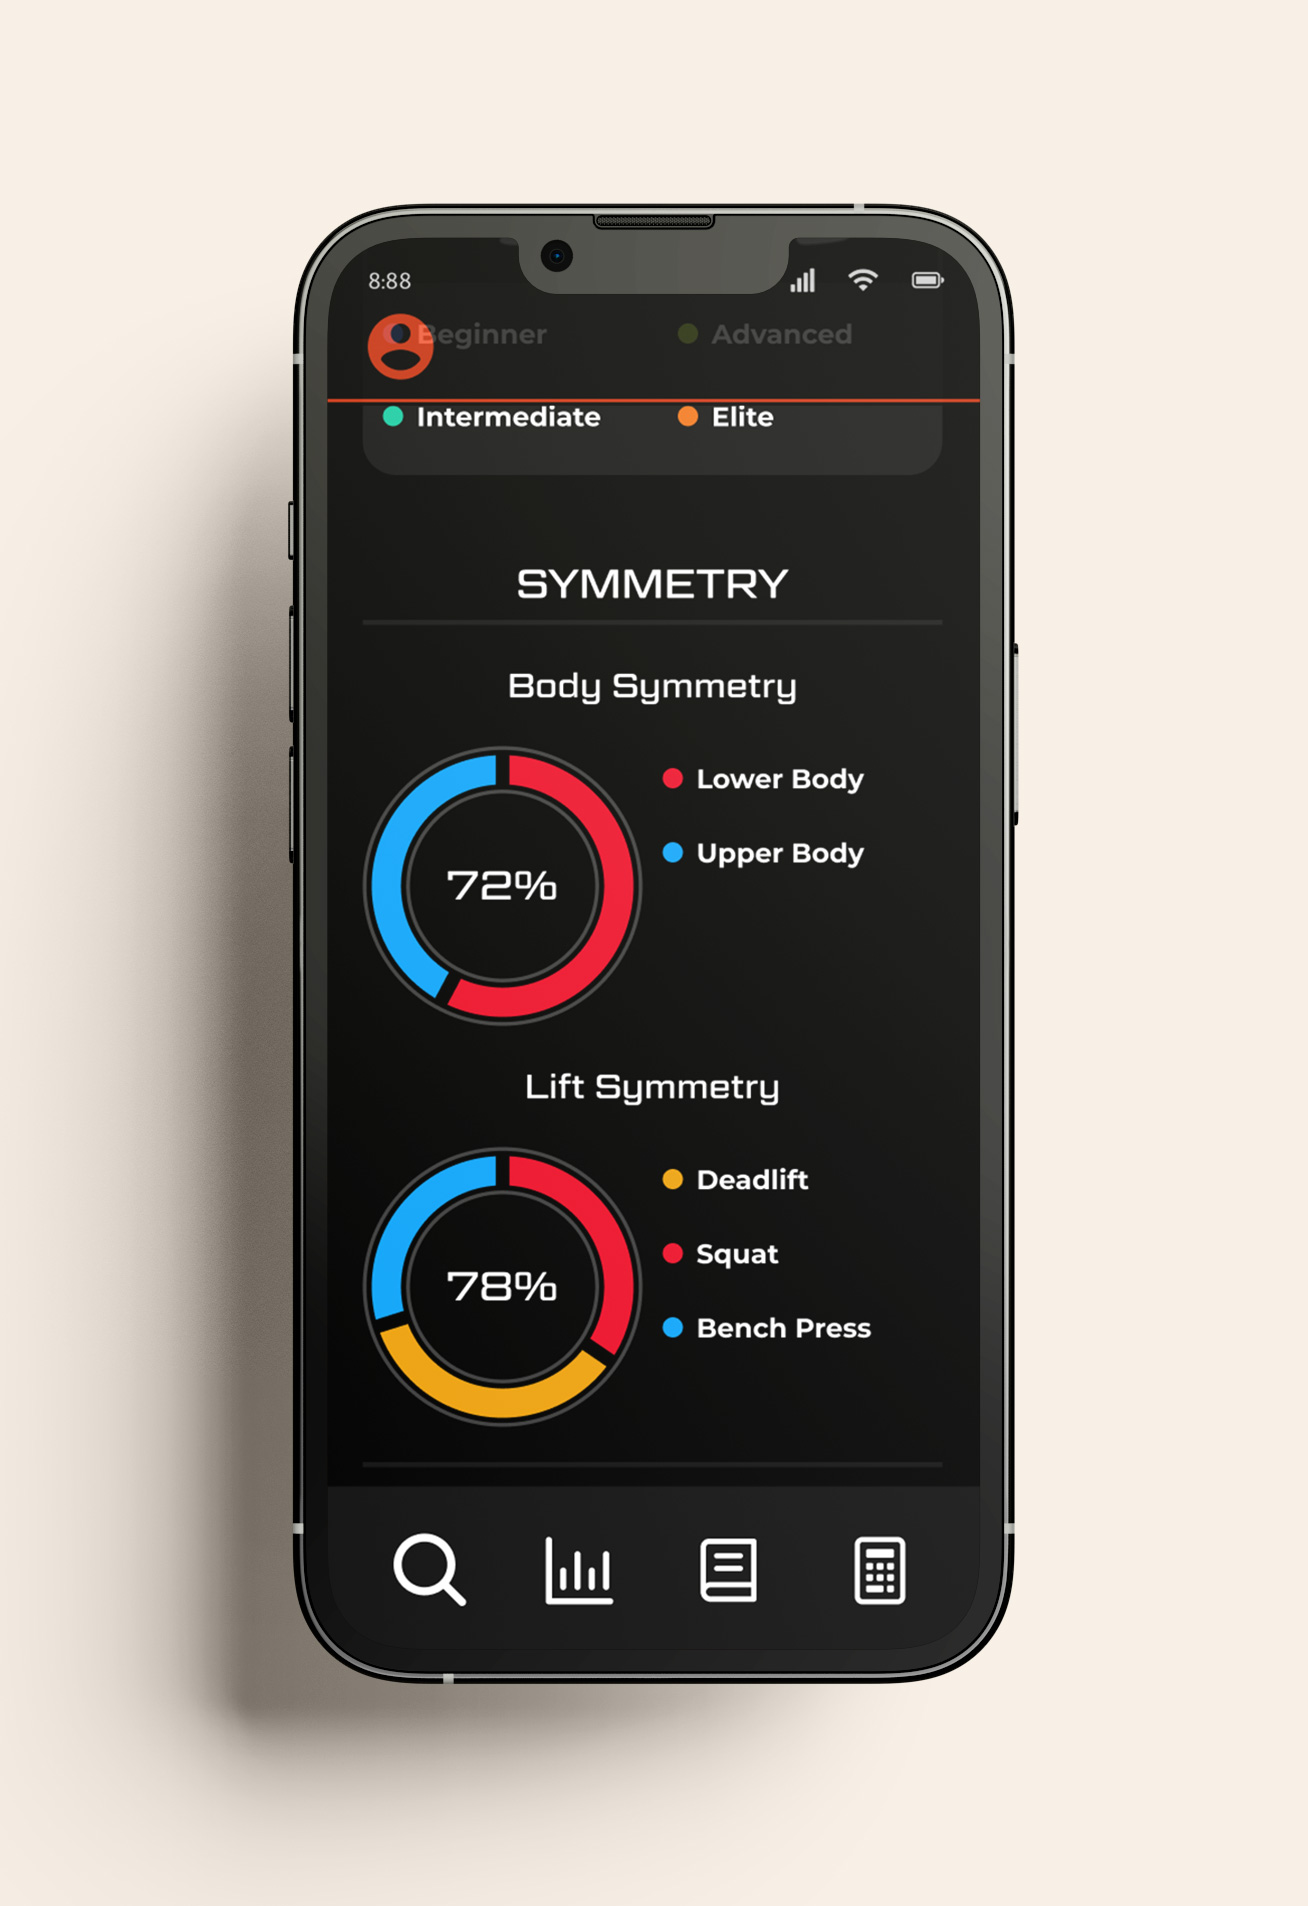 8:88
Beginner Advanced
Intermediate Elite
SYMMETRY
Body Symmetry
Lower Body
Upper Body
72%
Lift Symmetry
Deadlift
Squat
78%
Bench Press